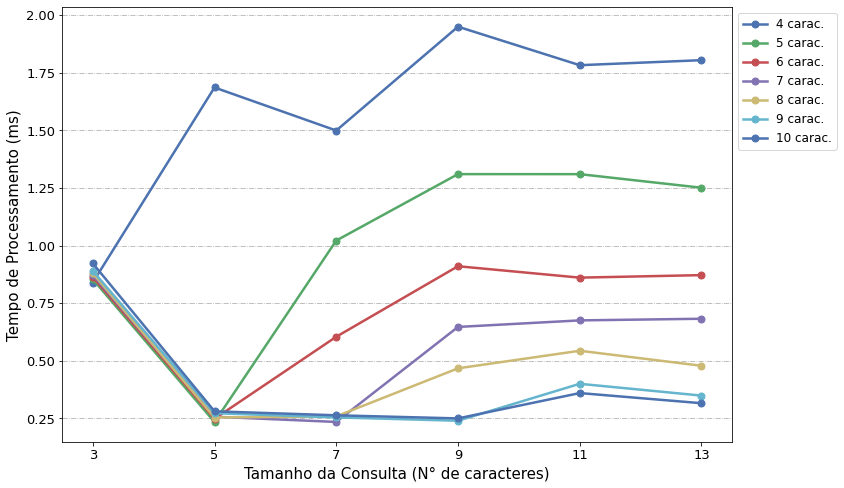 2.00
1.75
1.50
1.25
1.00
0.75
0.50
0.25
Tempo de Processamento (ms)
3 5 7 9 11 13
Tamanho da Consulta (N° de caracteres)
4 carac.
5 carac.
6 carac.
7 carac.
8 carac.
9 carac.
10 carac.